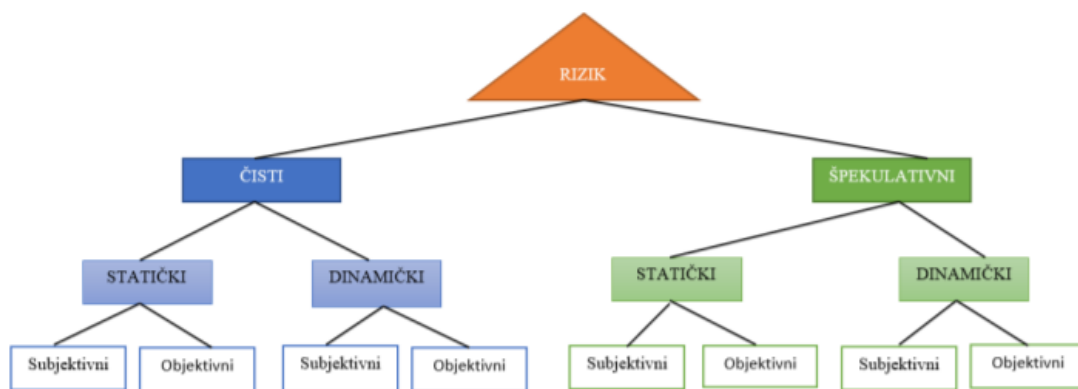 RIZIK
ČISTI
ŠPEKULATIVNI
STATIČKI
DINAMIČKI
STATIČKI
DINAMIČKI
Subjektivni
Objektivni
Subjektivni
Objektivni
Subjektivni
Objektivni
Subjektivni
Objektivni